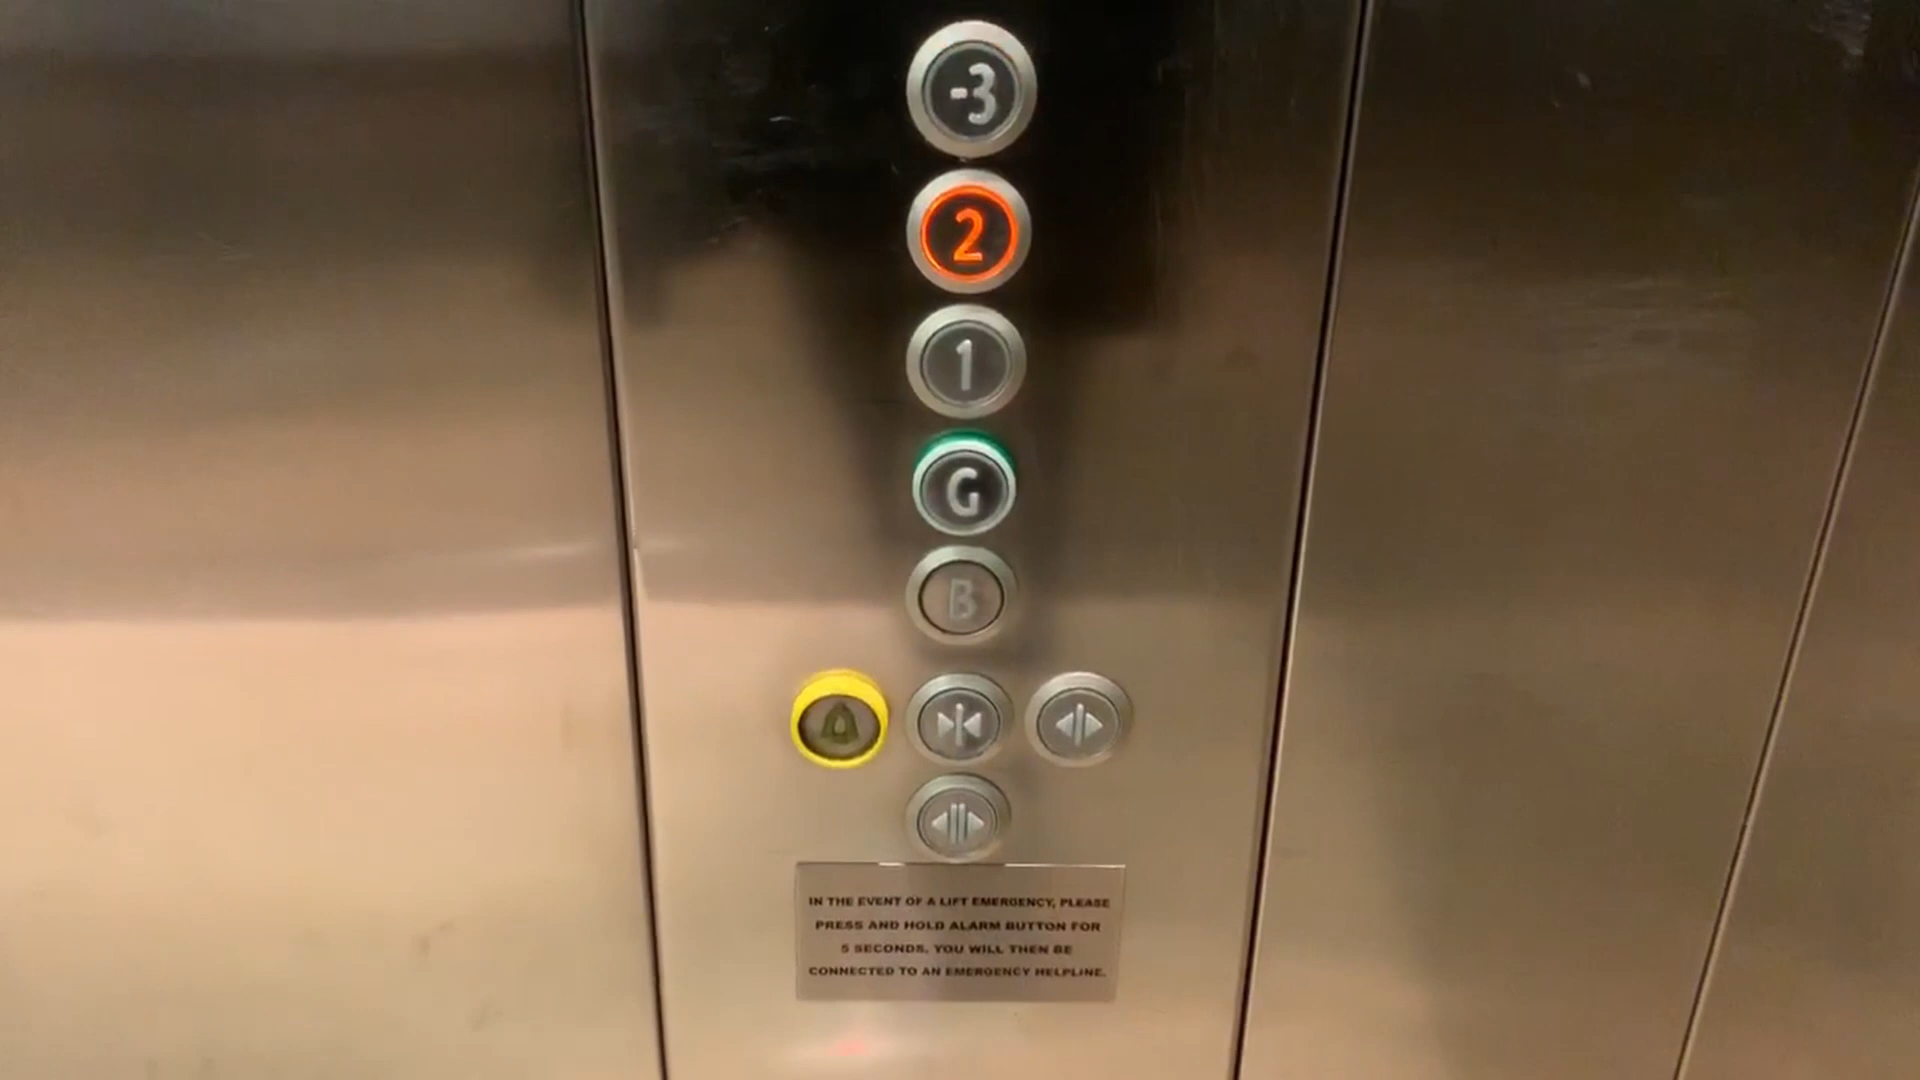 -3
2
1
G
B
IN THE EVENT OF A LIFT EMERGENCY, PLEASE
PRESS AND HOLD ALARM BUTTON FOR
5 SECONDS. YOU WILL THEN BE
CONNECTED TO AN EMERGENCY HELPLINE.